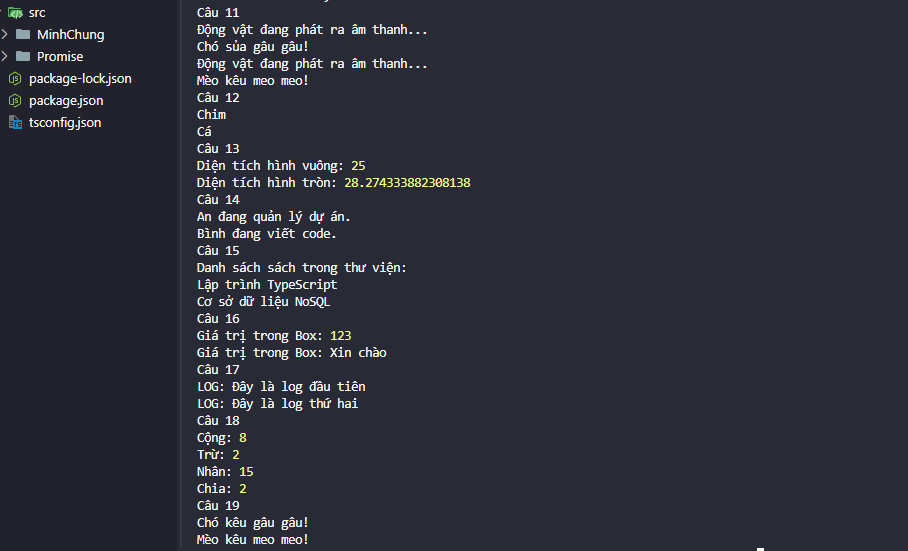 src
MinhChung
Promise
package-lock.json
package.json
tsconfig.json
Câu 11
Động vật đang phát ra âm thanh...
Chó sủa gâu gâu!
Động vật đang phát ra âm thanh...
Mèo kêu meo meo!
Câu 12
Chim
Cá
Câu 13
Diện tích hình vuông: 25
Diện tích hình tròn: 28.274333882308138
Câu 14
An đang quản lý dự án.
Bình đang viết code.
Câu 15
Danh sách sách trong thư viện:
Lập trình TypeScript
Cơ sở dữ liệu NoSQL
Câu 16
Giá trị trong Box: 123
Giá trị trong Box: Xin chào
Câu 17
LOG: Đây là log đầu tiên
LOG: Đây là log thứ hai
Câu 18
Cộng: 8
Trừ: 2
Nhân: 15
Chia: 2
Câu 19
Chó kêu gâu gâu!
Mèo kêu meo meo!